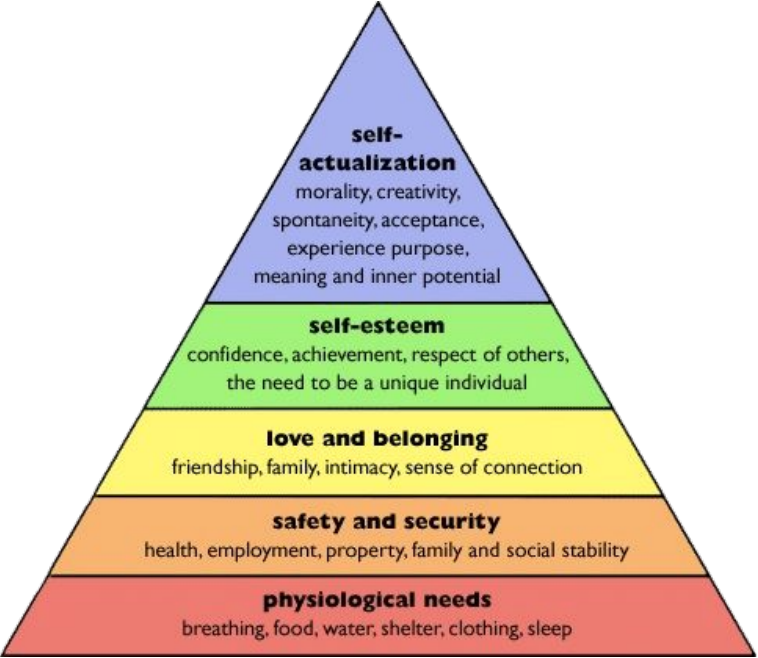 self-
actualization
morality, creativity,
spontaneity, acceptance,
experience purpose,
meaning and inner potential
self-esteem
confidence, achievement, respect of others,
the need to be a unique individual
love and belonging
friendship, family, intimacy, sense of connection
safety and security
health, employment, property, family and social stability
physiological needs
breathing, food, water, shelter, clothing, sleep